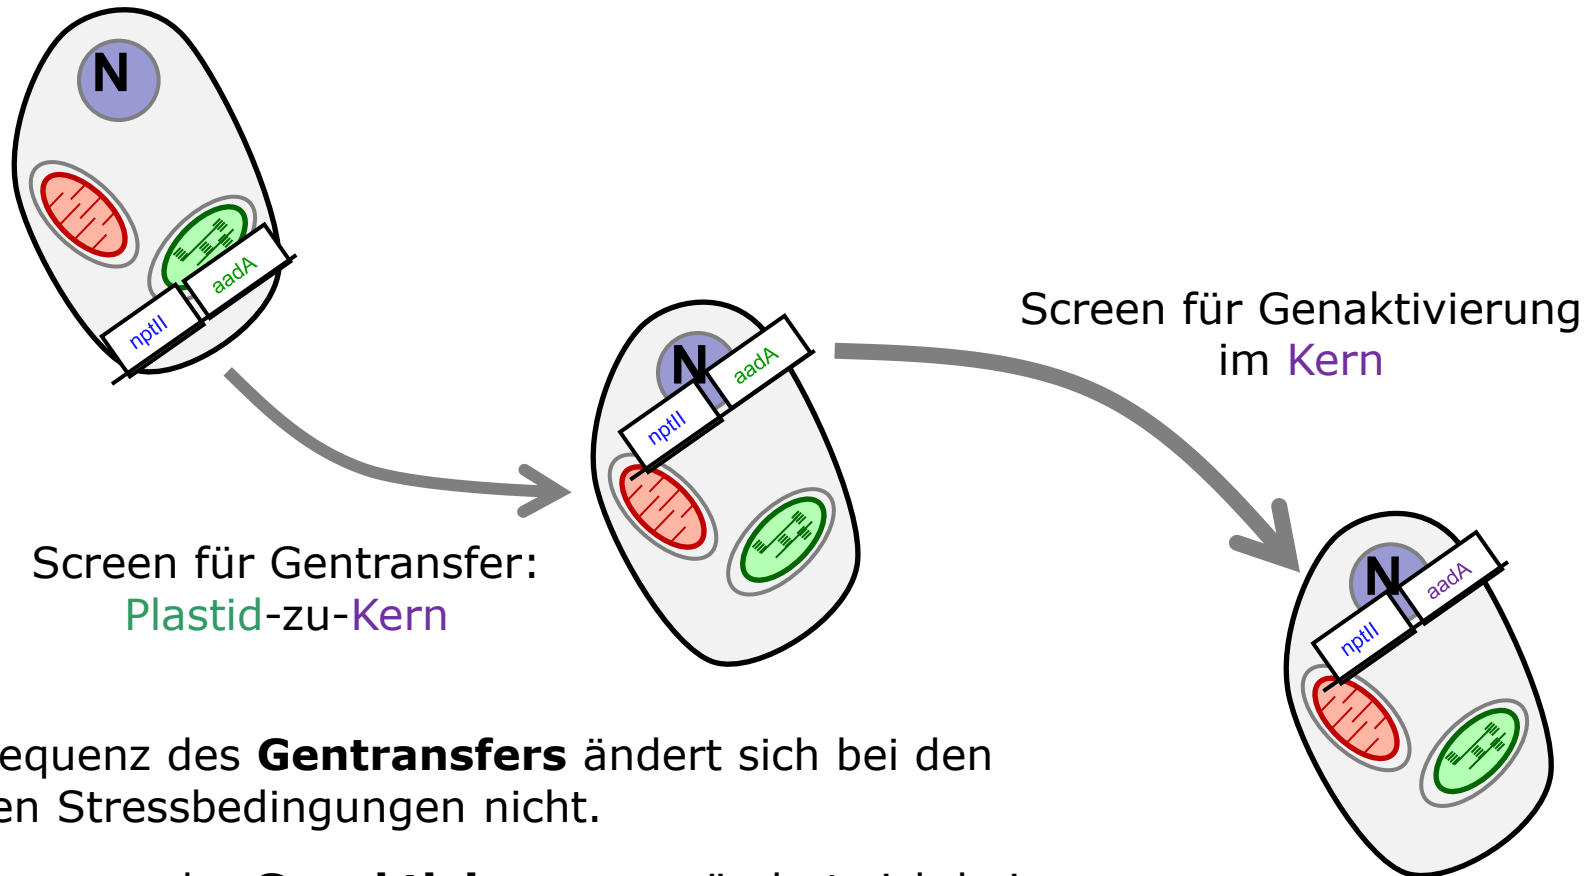 N
aadA
nptII
N
aadA
nptII
Screen für Genaktivierung
im Kern
N
aadA
nptII
Screen für Gentransfer:
Plastid-zu-Kern
equenz des Gentransfers ändert sich bei den
en Stressbedingungen nicht.